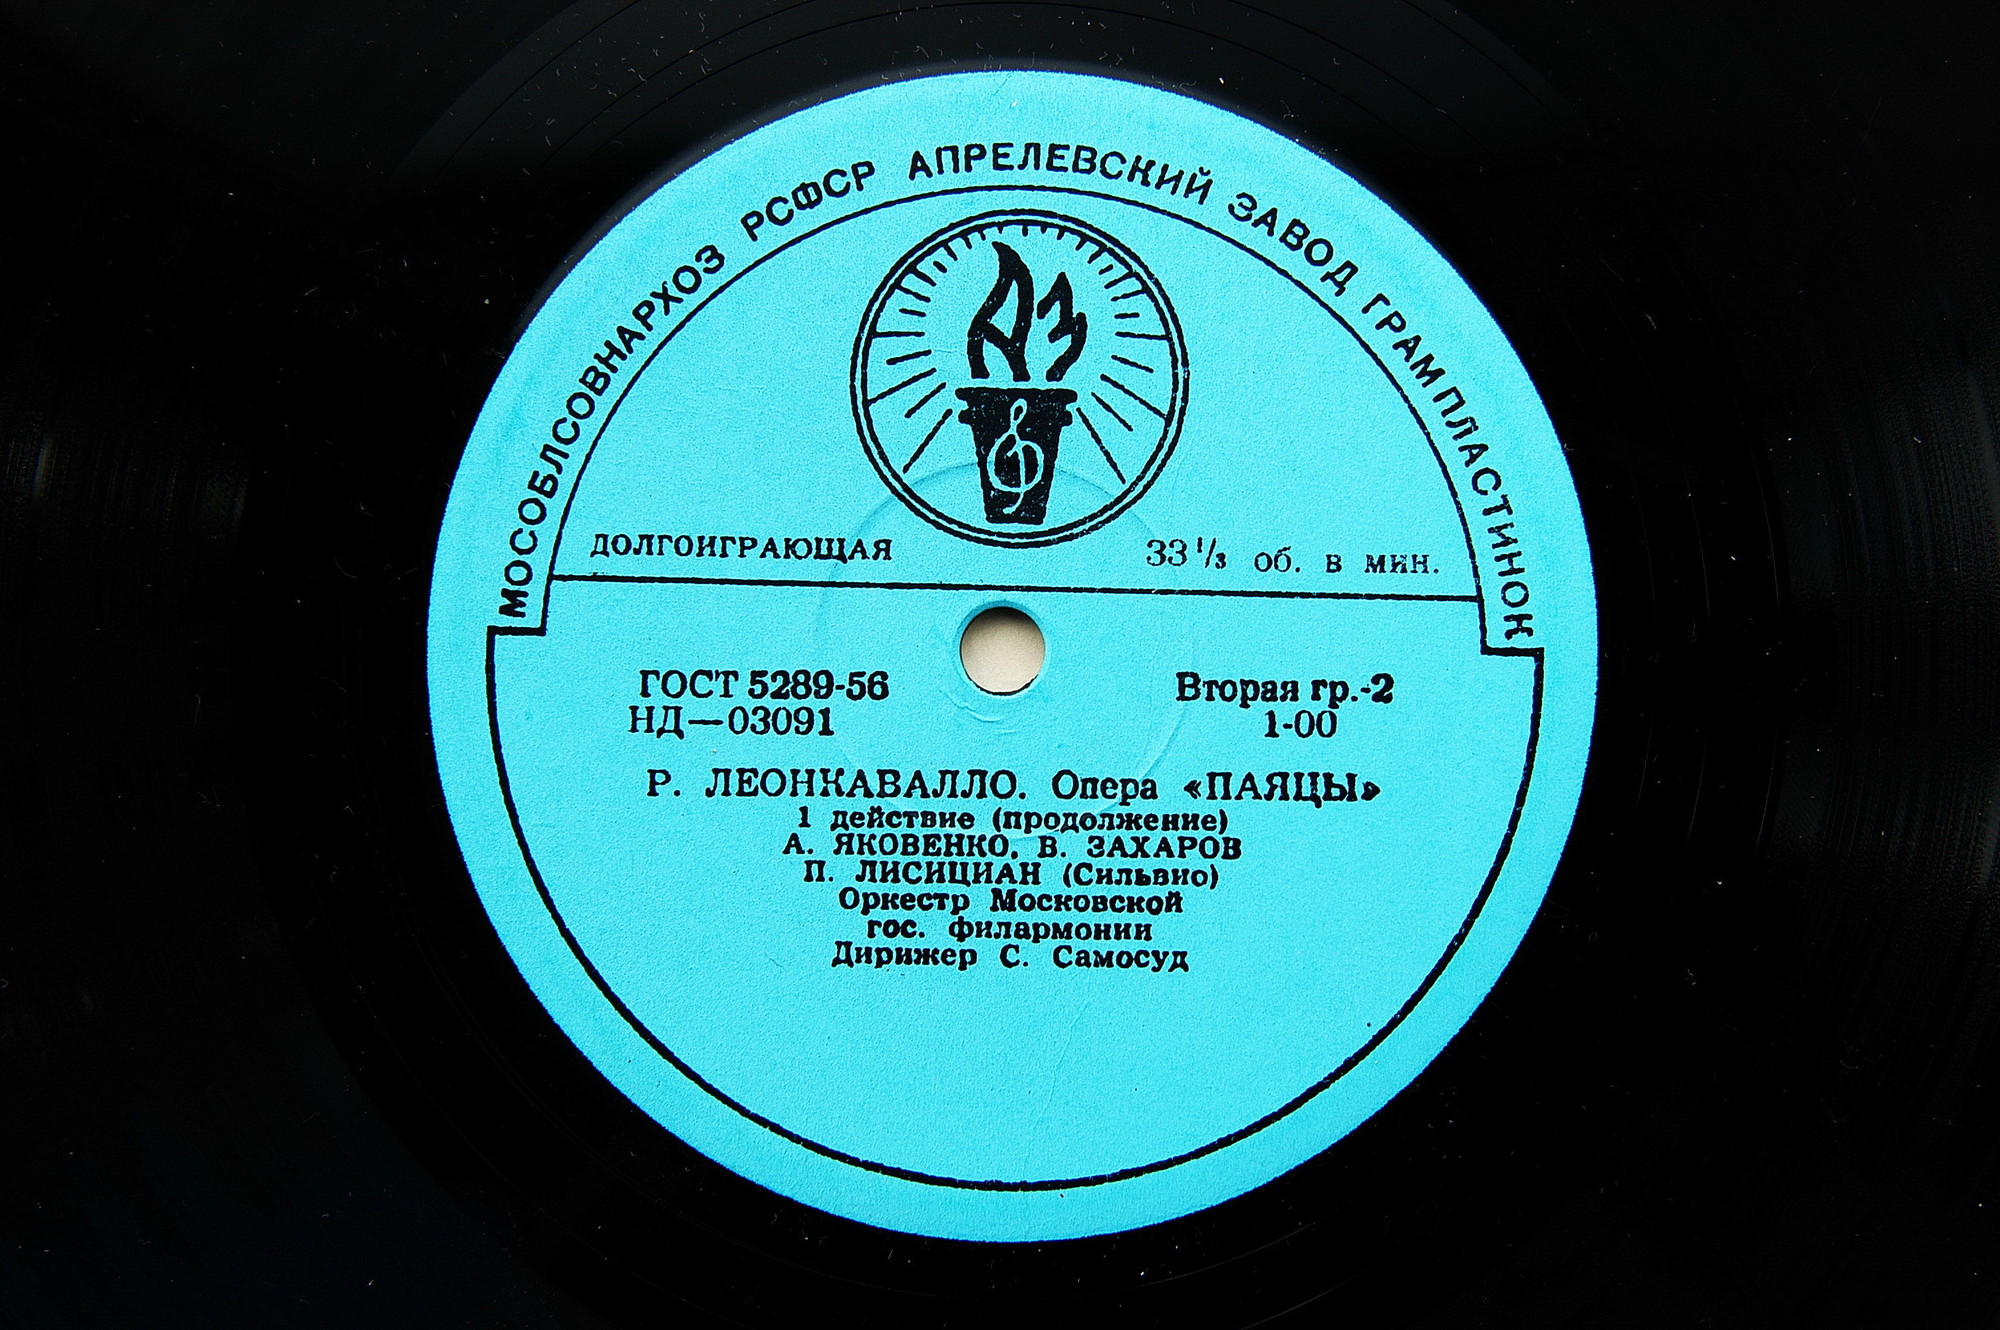 МОСОБЛСОВНАРХОЗ РСФСР АПРЕЛЕВСКИЙ ЗАВОД ГРАМПЛАСТИНОК
АЗ
ДОЛГОИГРАЮЩАЯ 33 1/3 об. в мин.
ГОСТ 5289-56 Вторая гр.-2
НД—03091 1-00
Р. ЛЕОНКАВАЛЛО. Опера «ПАЯЦЫ»
1 действие (продолжение)
А. ЯКОВЕНКО, В. ЗАХАРОВ
П. ЛИСИЦИАН (Сильвио)
Оркестр Московской
гос. филармонии
Дирижер С. Самосуд